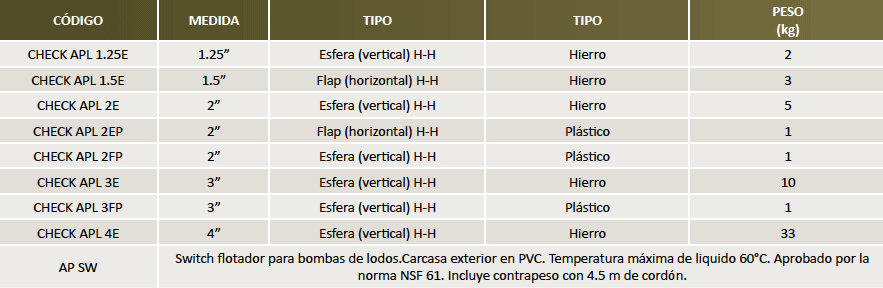 CÓDIGO MEDIDA TIPO TIPO PESO (kg)
CHECK APL 1.25E 1.25” Esfera (vertical) H-H Hierro 2
CHECK APL 1.5E 1.5” Flap (horizontal) H-H Hierro 3
CHECK APL 2E 2” Esfera (vertical) H-H Hierro 5
CHECK APL 2EP 2” Flap (horizontal) H-H Plástico 1
CHECK APL 2FP 2” Esfera (vertical) H-H Plástico 1
CHECK APL 3E 3” Esfera (vertical) H-H Hierro 10
CHECK APL 3FP 3” Esfera (vertical) H-H Plástico 1
CHECK APL 4E 4” Esfera (vertical) H-H Hierro 33
AP SW Switch flotador para bombas de lodos.Carcasa exterior en PVC. Temperatura máxima de liquido 60°C. Aprobado por la
norma NSF 61. Incluye contrapeso con 4.5 m de cordón.